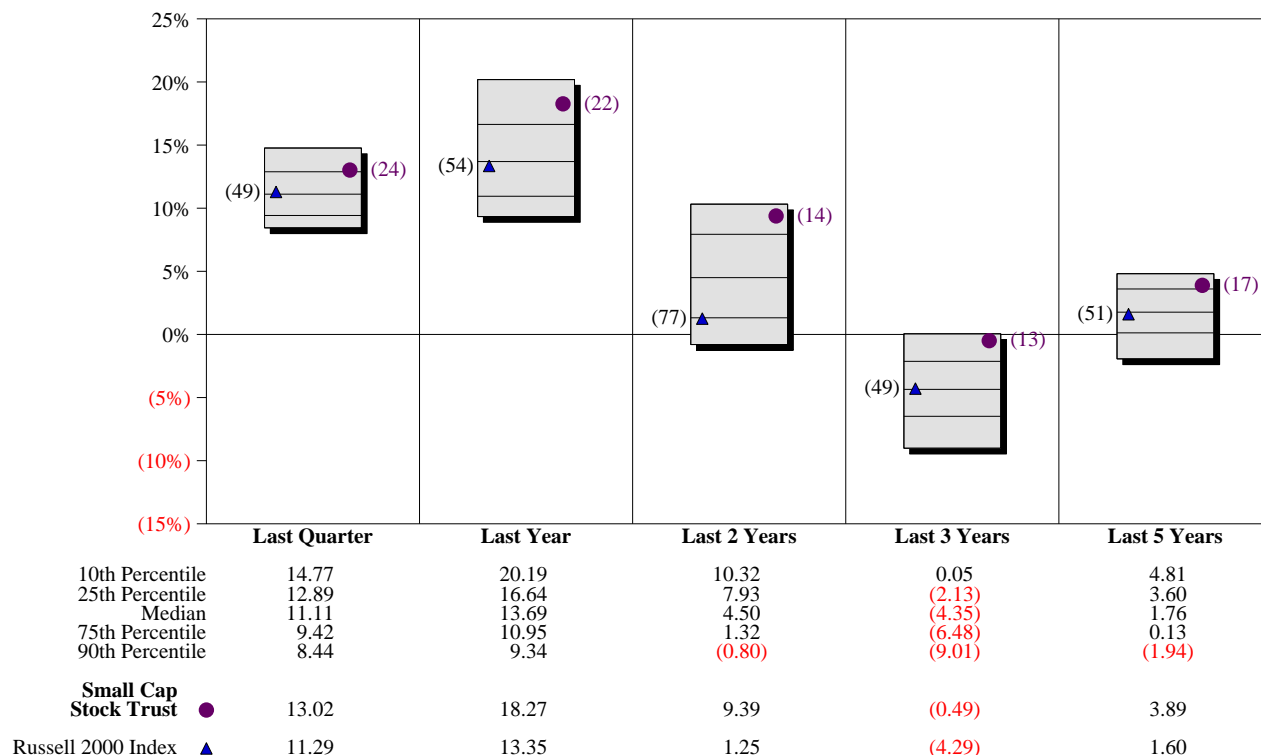 25%
20%
15%
10%
5%
0%
(5%)
(10%)
(15%)
(49)
(24)
(54)
(22)
(77)
(14)
(49)
(13)
(51)
(17)
Last Quarter Last Year Last 2 Years Last 3 Years Last 5 Years
10th Percentile 14.77 20.19 10.32 0.05 4.81
25th Percentile 12.89 16.64 7.93 (2.13) 3.60
Median 11.11 13.69 4.50 (4.35) 1.76
75th Percentile 9.42 10.95 1.32 (6.48) 0.13
90th Percentile 8.44 9.34 (0.80) (9.01) (1.94)
Small Cap
Stock Trust 13.02 18.27 9.39 (0.49) 3.89
Russell 2000 Index 11.29 13.35 1.25 (4.29) 1.60